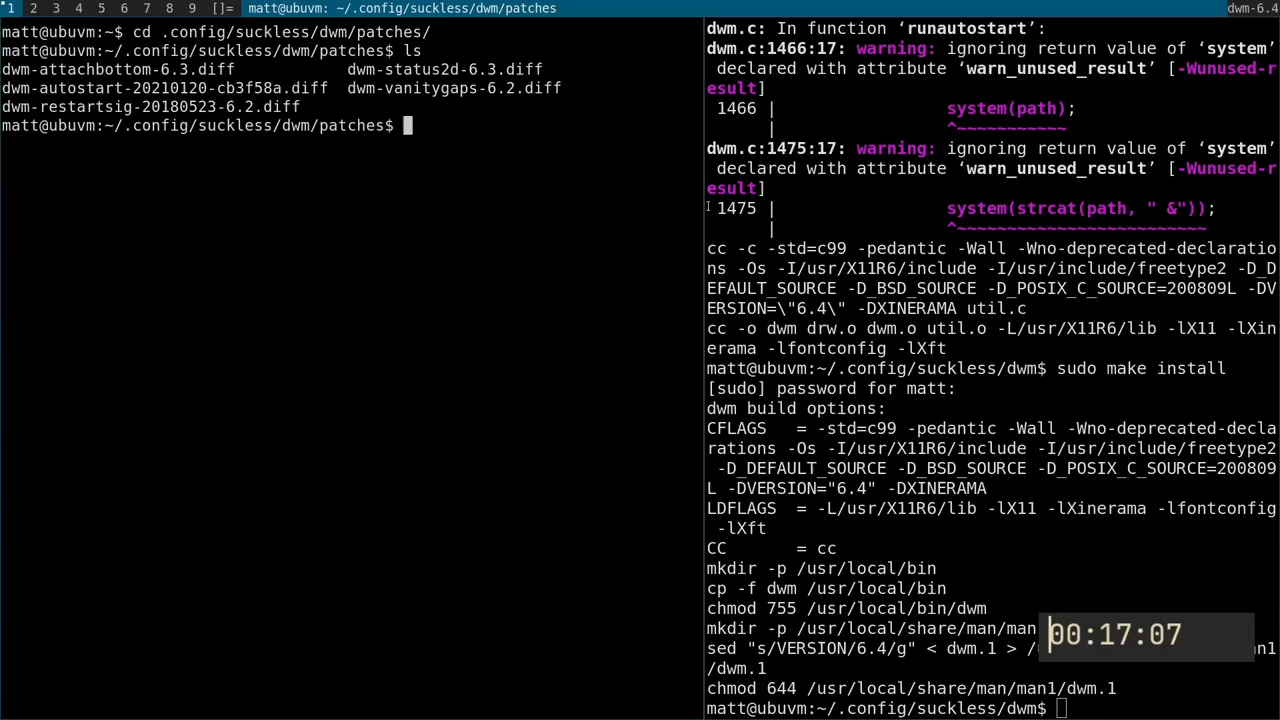 1 2 3 4 5 6 7 8 9 []= matt@ubuvm: ~/.config/suckless/dwm/patches dwm-6.4
matt@ubuvm:~$ cd .config/suckless/dwm/patches/
matt@ubuvm:~/.config/suckless/dwm/patches$ ls
dwm-attachbottom-6.3.diff dwm-status2d-6.3.diff
dwm-autostart-20210120-cb3f58a.diff dwm-vanitygaps-6.2.diff
dwm-restartsig-20180523-6.2.diff
matt@ubuvm:~/.config/suckless/dwm/patches$
dwm.c: In function ‘runautostart’:
dwm.c:1466:17: warning: ignoring return value of ‘system’
declared with attribute ‘warn_unused_result’ [-Wunused-r
esult]
1466 | system(path);
| ^~~~~~~~~~~~
dwm.c:1475:17: warning: ignoring return value of ‘system’
declared with attribute ‘warn_unused_result’ [-Wunused-r
esult]
1475 | system(strcat(path, " &"));
| ^~~~~~~~~~~~~~~~~~~~~~~~~~
cc -c -std=c99 -pedantic -Wall -Wno-deprecated-declaratio
ns -Os -I/usr/X11R6/include -I/usr/include/freetype2 -D_D
EFAULT_SOURCE -D_BSD_SOURCE -D_POSIX_C_SOURCE=200809L -DV
ERSION=\"6.4\" -DXINERAMA util.c
cc -o dwm drw.o dwm.o util.o -L/usr/X11R6/lib -lX11 -lXin
erama -lfontconfig -lXft
matt@ubuvm:~/.config/suckless/dwm$ sudo make install
[sudo] password for matt:
dwm build options:
CFLAGS = -std=c99 -pedantic -Wall -Wno-deprecated-decla
rations -Os -I/usr/X11R6/include -I/usr/include/freetype2
-D_DEFAULT_SOURCE -D_BSD_SOURCE -D_POSIX_C_SOURCE=200809
L -DVERSION="6.4" -DXINERAMA
LDFLAGS = -L/usr/X11R6/lib -lX11 -lXinerama -lfontconfig
-lXft
CC = cc
mkdir -p /usr/local/bin
cp -f dwm /usr/local/bin
chmod 755 /usr/local/bin/dwm
mkdir -p /usr/local/share/man/man
00:17:07
sed "s/VERSION/6.4/g" < dwm.1 > /
/dwm.1
chmod 644 /usr/local/share/man/man1/dwm.1
matt@ubuvm:~/.config/suckless/dwm$